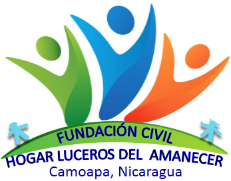 FUNDACIÓN CIVIL
HOGAR LUCEROS DEL AMANECER
Camoapa, Nicaragua